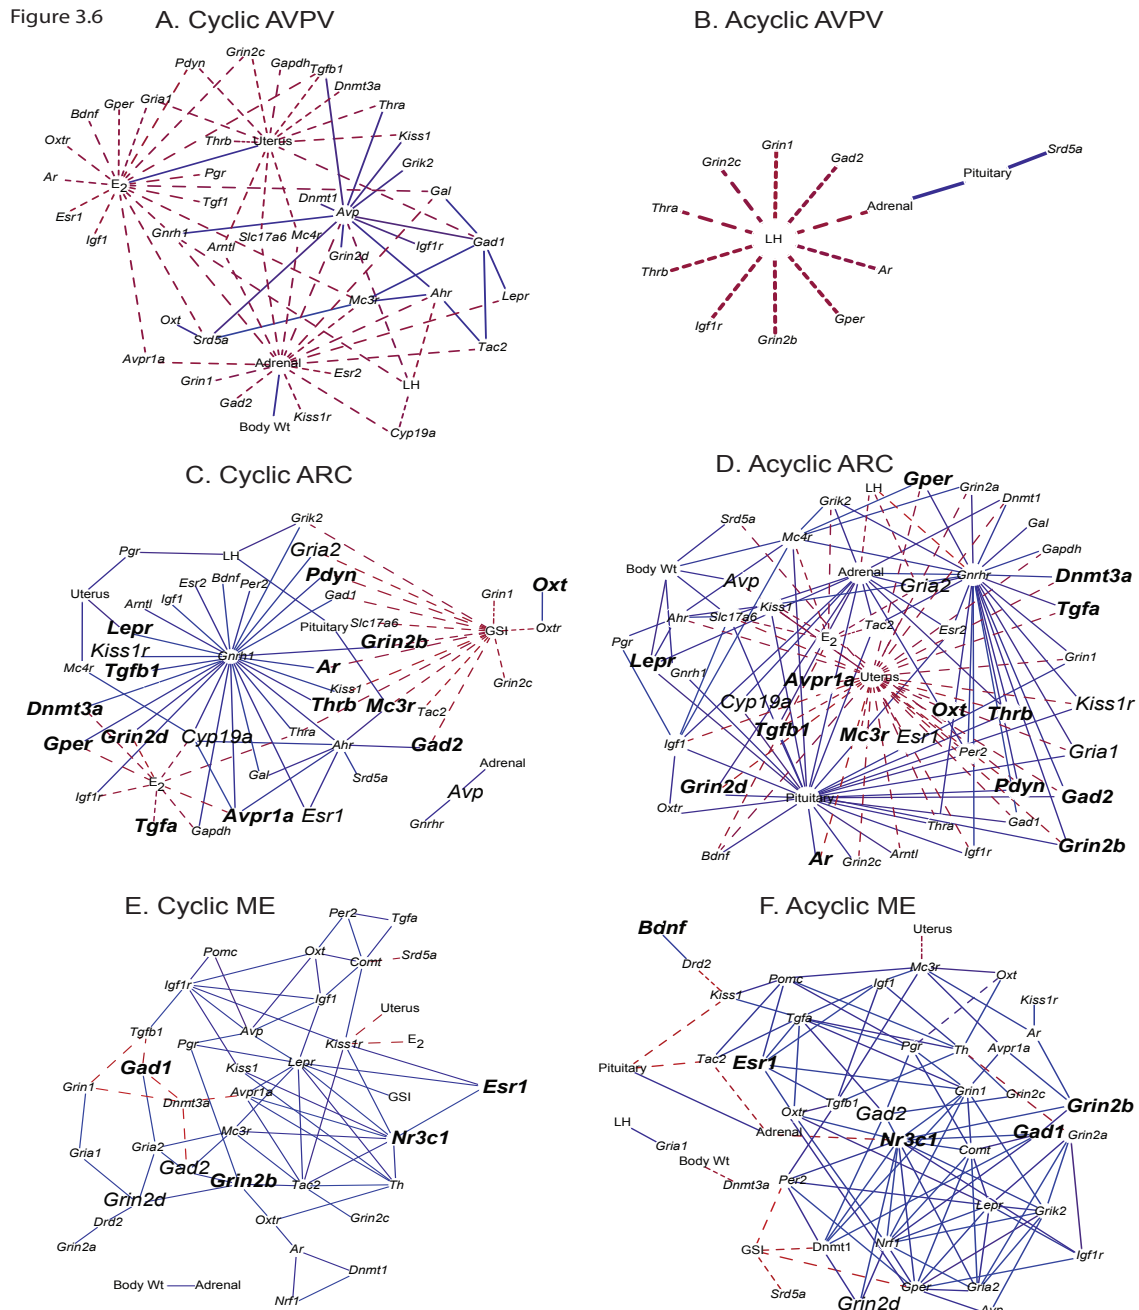 Figure 3.6
A. Cyclic AVPV
Grin2c
Pdyn
Gapdh
Tgfb1
Dnmt3a
Gper
Gria1
Bdnf
Thra
Oxtr
Thrb
Uterus
Kiss1
Grik2
Ar
E2
Pgr
Gal
Tgf1
Dnmt1
Avp
Esr1
Igf1
Gnrh1
Arntl
Slc17a6
Mc4r
Grin2d
Igf1r
Gad1
Mc3r
Ahr
Lepr
Oxt
Srd5a
Tac2
Avpr1a
Adrenal
Esr2
LH
Grin1
Gad2
Kiss1r
Body Wt
Cyp19a
B. Acyclic AVPV
Grin1
Gad2
Srd5a
Grin2c
Pituitary
Thra
Adrenal
LH
Thrb
Ar
Igf1r
Gper
Grin2b
C. Cyclic ARC
Grik2
Pgr
LH
Gria2
Esr2
Bdnf
Per2
Pdyn
Uterus
Igf1
Gad1
Grin1
Oxt
Arntl
Lepr
Pituitary
Slc17a6
GSI
Oxtr
Kiss1r
Grin2b
Mc4r
Tgfb1
Gnrh1
Ar
Kiss1
Grin2c
Dnmt3a
Thrb
Mc3r
Tac2
Gper
Grin2d
Cyp19a
Thra
Ahr
Gad2
E2
Gal
Srd5a
Adrenal
Igf1r
Avp
Tgfa
Gapdh
Avpr1a
Esr1
Gnrhr
D. Acyclic ARC
Gper
LH
Grin2a
Grik2
Dnmt1
Srd5a
Mc4r
Gal
Gapdh
Body Wt
Avp
Adrenal
Gria2
Gnrhr
Dnmt3a
Kiss1
Tgfa
Ahr
Slc17a6
Tac2
Esr2
Pgr
E2
Lepr
Gnrh1
Avpr1a
Uterus
Grin1
Cyp19a
Oxt
Thrb
Kiss1r
Tgfb1
Mc3r
Esr1
Igf1
Per2
Gria1
Grin2d
Pituitary
Pdyn
Gad2
Oxtr
Thra
Gad1
Bdnf
Ar
Grin2c
Arntl
Igf1r
Grin2b
E. Cyclic ME
Per2
Tgfa
Pomc
Oxt
Comt
Srd5a
Igf1r
Igf1
Uterus
Tgfb1
Avp
Pgr
Kiss1r
E2
Gad1
Kiss1
Lepr
Grin1
Avpr1a
GSI
Esr1
Dnmt3a
Mc3r
Nr3c1
Gria1
Gria2
Gad2
Grin2b
Tac2
Th
Grin2d
Drd2
Oxtr
Grin2c
Grin2a
Ar
Body Wt
Adrenal
Dnmt1
Nrf1
F. Acyclic ME
Bdnf
Uterus
Drd2
Mc3r
Oxt
Kiss1
Pomc
Igf1
Kiss1r
Tgfa
Ar
Pgr
Th
Avpr1a
Pituitary
Tac2
Esr1
Grin1
Grin2c
Tgfb1
Grin2b
LH
Oxtr
Gad2
Gad1
Gria1
Adrenal
Nr3c1
Grin2a
Comt
Body Wt
Dnmt3a
Per2
Lepr
Grik2
GSI
Dnmt1
Nrf1
Igf1r
Srd5a
Gper
Gria2
Grin2d
Avp